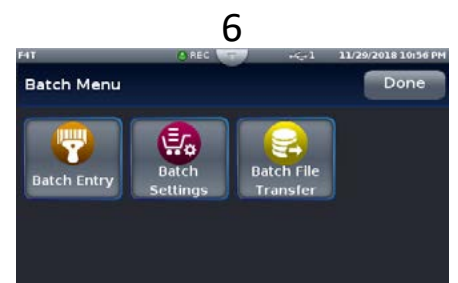 6
F4T
REC
1
11/29/2018 10:56 PM
Batch Menu
Done
Batch Entry
Batch
Settings
Batch File
Transfer